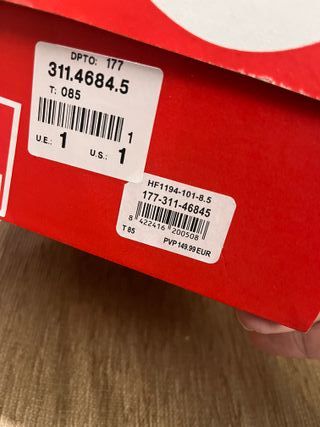 DPTO: 177
311.4684.5
T: 085
1
U.E.: 1 U.S.: 1
HF1194-101-8.5
177-311-46845
8 422416 200508
T 85 PVP 149.99 EUR